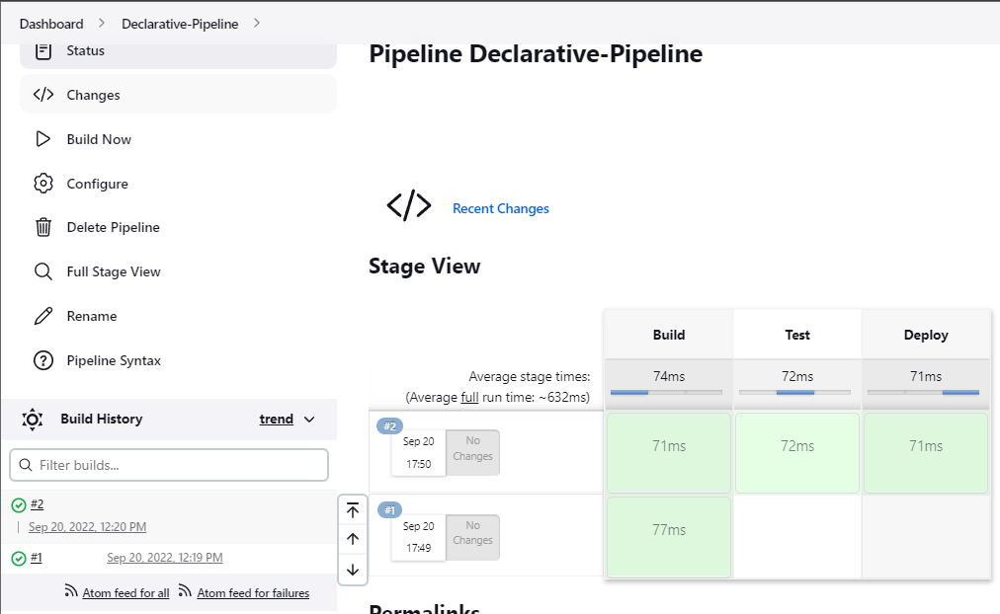 Dashboard > Declarative-Pipeline >
Status
Changes
Build Now
Configure
Delete Pipeline
Full Stage View
Rename
Pipeline Syntax
Build History trend
Filter builds...
#2
Sep 20, 2022, 12:20 PM
#1 Sep 20, 2022, 12:19 PM
Atom feed for all Atom feed for failures
Pipeline Declarative-Pipeline
Recent Changes
Stage View
Build Test Deploy
Average stage times: 74ms 72ms 71ms
(Average full run time: ~632ms)
#2
Sep 20 No
17:50 Changes
71ms 72ms 71ms
#1
Sep 20 No
17:49 Changes
77ms
Permalinks